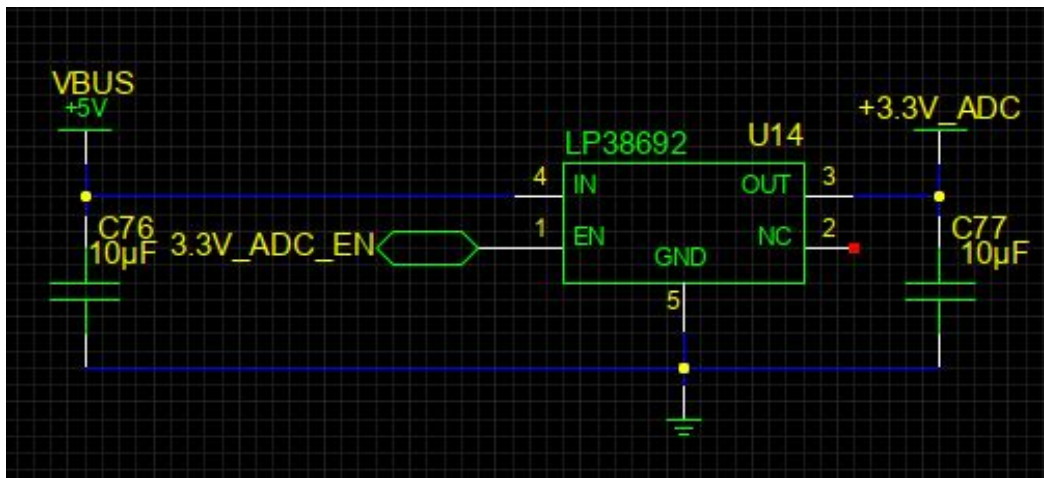 VBUS
+5V
+3.3V_ADC
LP38692
U14
4
IN
OUT
3
C76
10µF
3.3V_ADC_EN
1
EN
NC
2
C77
10µF
GND
5